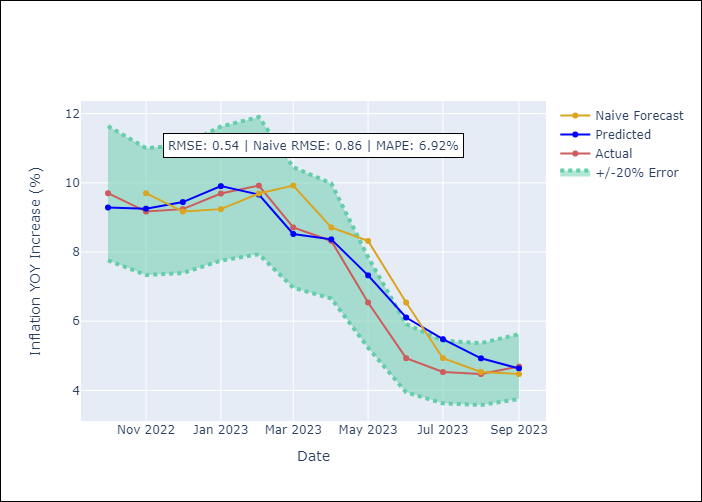 12
10
8
6
4
Inflation YOY Increase (%)
RMSE: 0.54 | Naive RMSE: 0.86 | MAPE: 6.92%
Naive Forecast
Predicted
Actual
+/-20% Error
Nov 2022
Jan 2023
Mar 2023
May 2023
Jul 2023
Sep 2023
Date